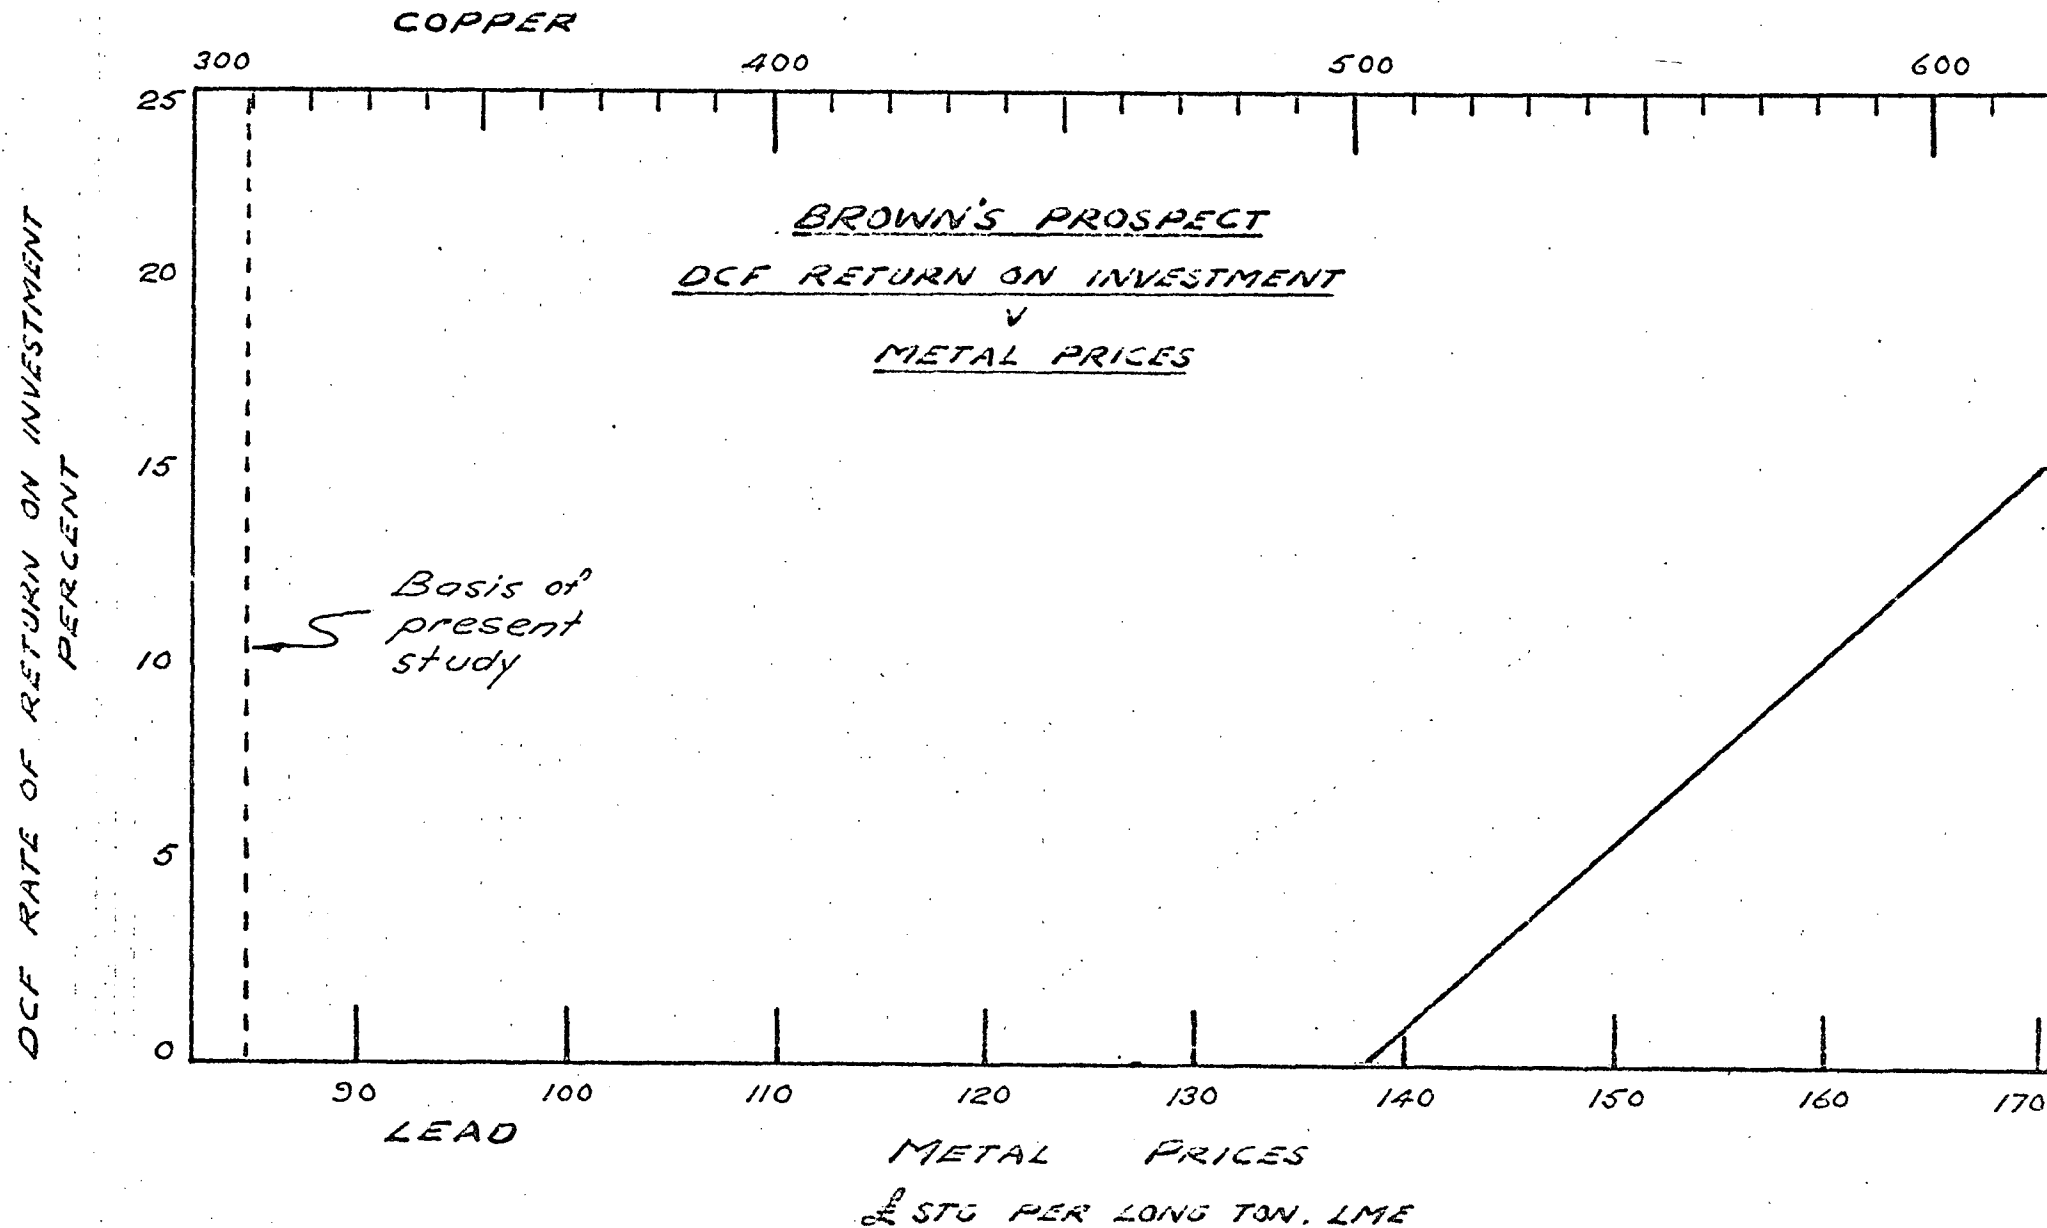 COPPER
300 400 500 600
25
20
15
10
5
0
DCF RATE OF RETURN ON INVESTMENT
PERCENT
BROWN'S PROSPECT
DCF RETURN ON INVESTMENT
V
METAL PRICES
Basis of
present
study
90 100 110 120 130 140 150 160 170
LEAD
METAL PRICES
£ STG PER LONG TON. LME